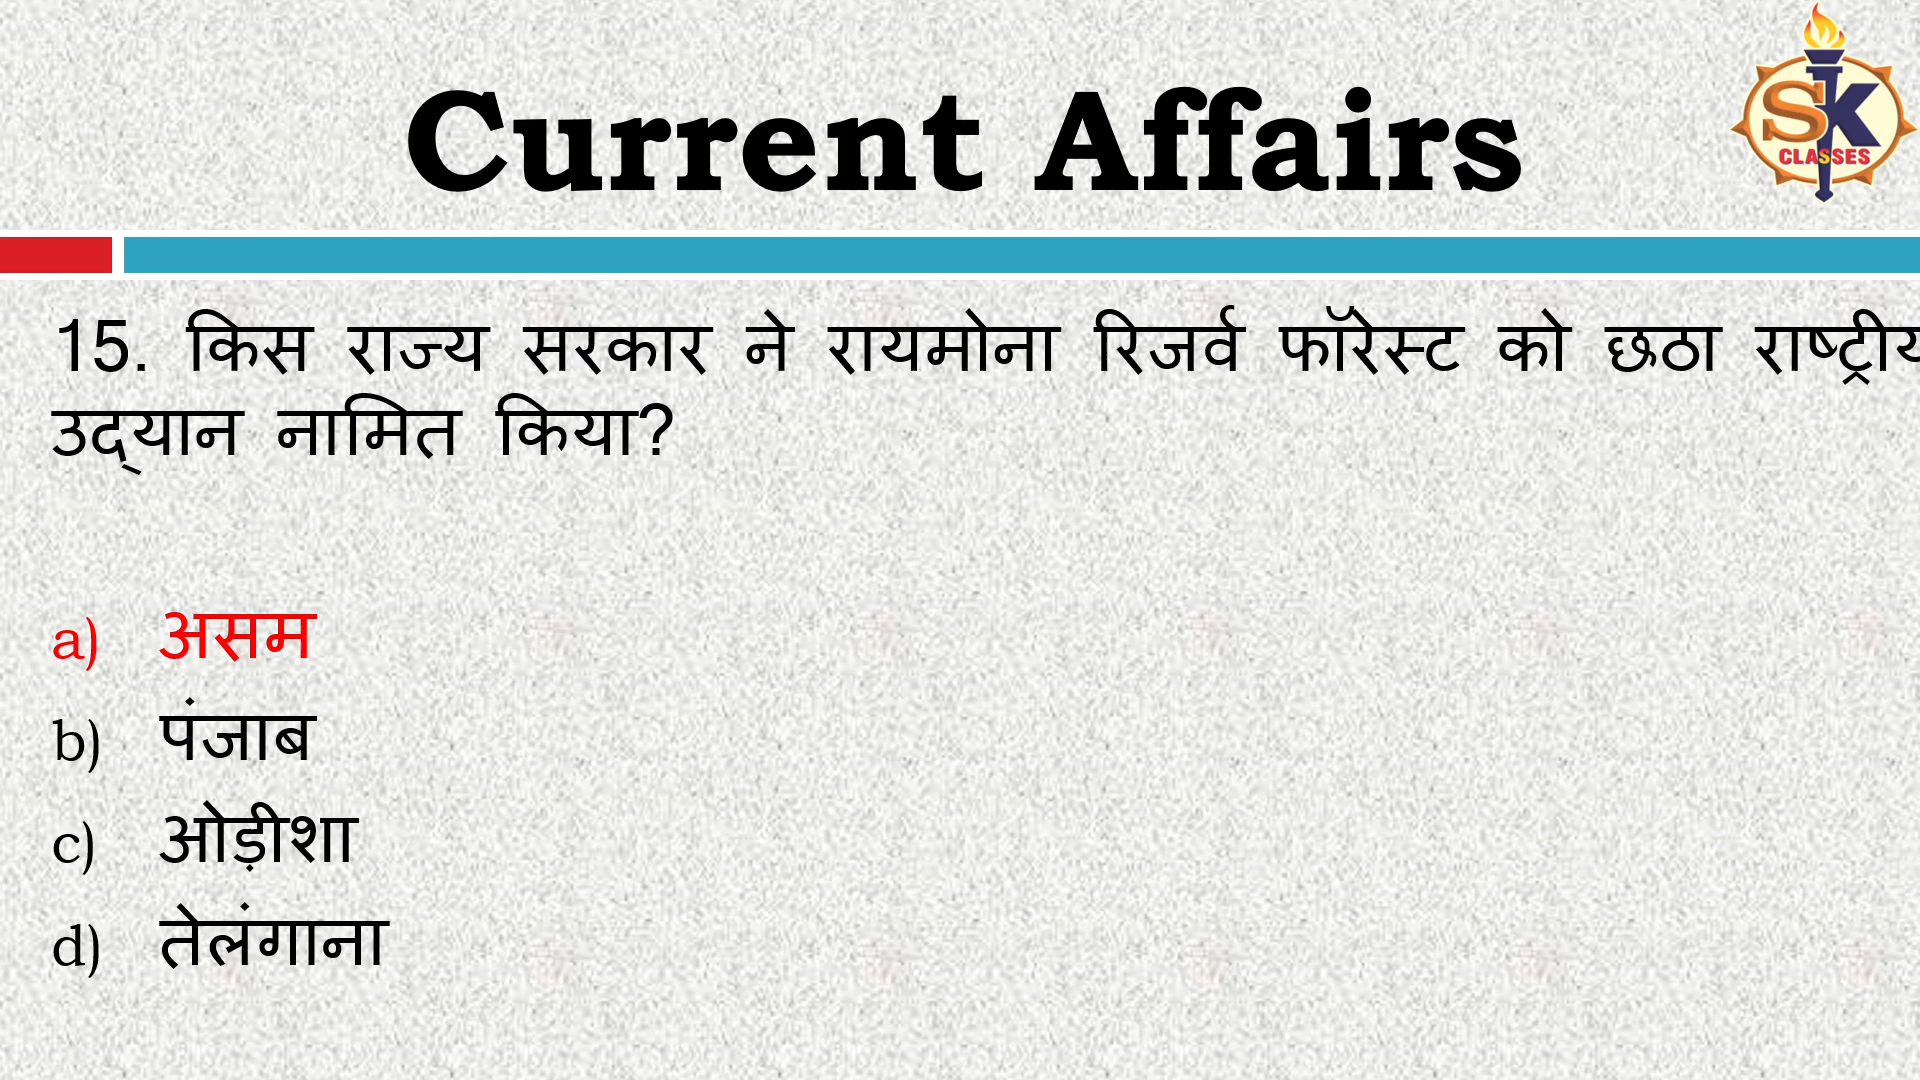 Current Affairs
SK
CLASSES
15. किस राज्य सरकार ने रायमोना रिजर्व फॉरेस्ट को छठा राष्ट्रीय
उद्यान नामित किया?
a) असम
b) पंजाब
c) ओड़ीशा
d) तेलंगाना